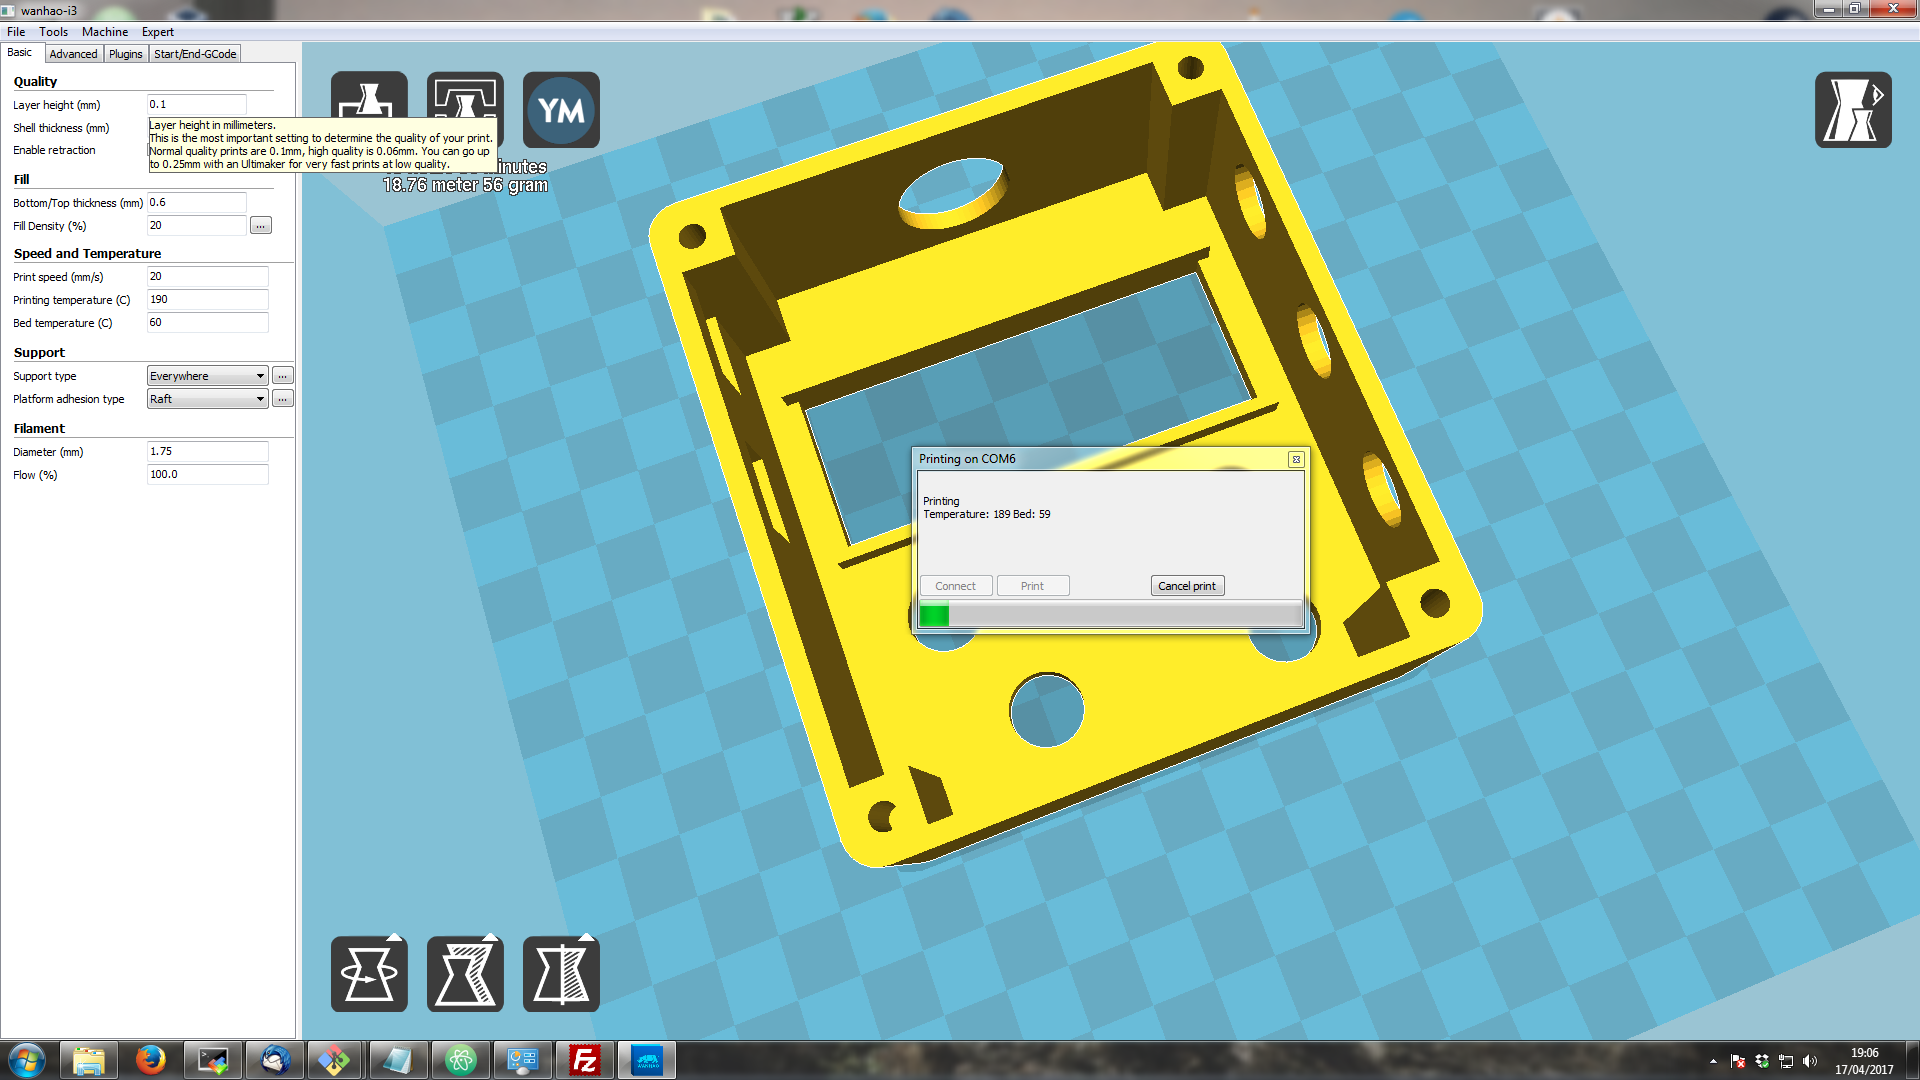 wanhao-i3
File Tools Machine Expert
Basic Advanced Plugins Start/End-GCode
Quality
Layer height (mm) 0.1
Shell thickness (mm)
Enable retraction
Layer height in millimeters.
This is the most important setting to determine the quality of your print.
Normal quality prints are 0.1mm, high quality is 0.06mm. You can go up
to 0.25mm with an Ultimaker for very fast prints at low quality.
Fill
Bottom/Top thickness (mm) 0.6
Fill Density (%) 20 ...
Speed and Temperature
Print speed (mm/s) 20
Printing temperature (C) 190
Bed temperature (C) 60
Support
Support type Everywhere ...
Platform adhesion type Raft ...
Filament
Diameter (mm) 1.75
Flow (%) 100.0
YM
18.76 meter 56 gram
Printing on COM6
Printing
Temperature: 189 Bed: 59
Connect Print Cancel print
Fz
WANHAO
19:06
17/04/2017